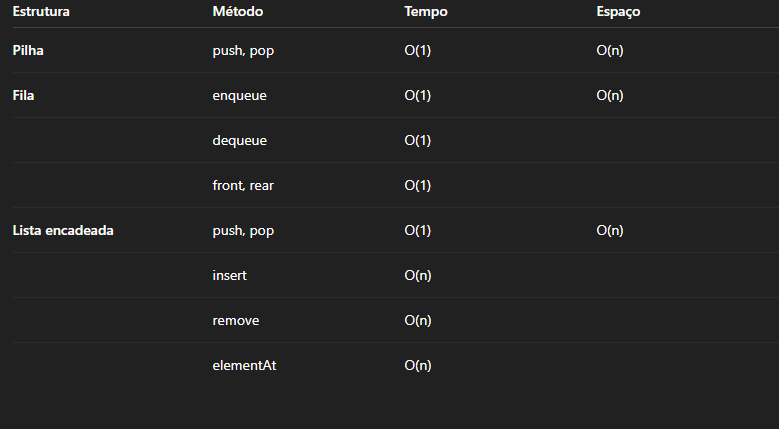 Estrutura Método Tempo Espaço
Pilha push, pop O(1) O(n)
Fila enqueue O(1) O(n)
dequeue O(1)
front, rear O(1)
Lista encadeada push, pop O(1) O(n)
insert O(n)
remove O(n)
elementAt O(n)